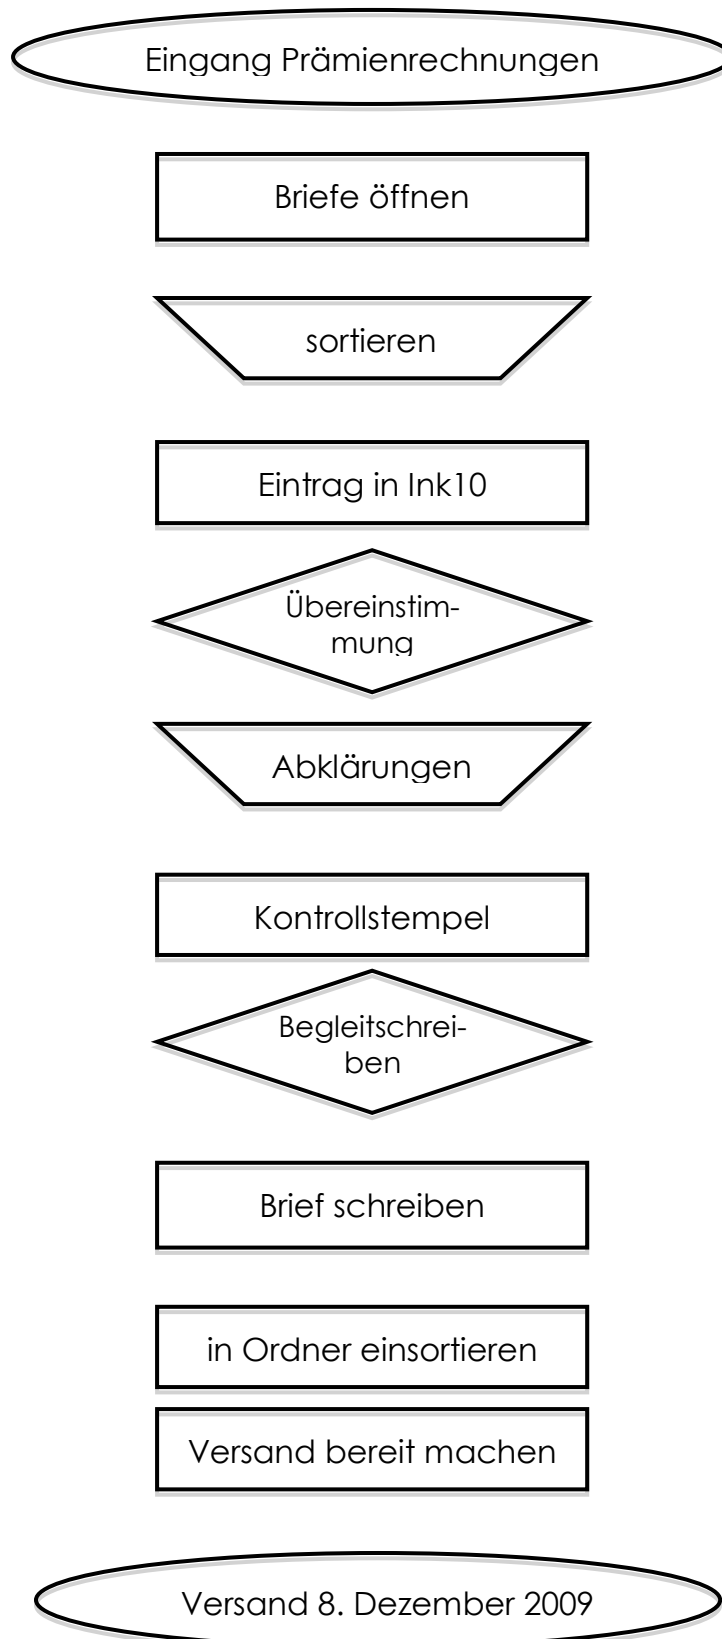 Eingang Prämienrechnungen
Briefe öffnen
sortieren
Eintrag in Ink10
Übereinstim-
mung
Abklärungen
Kontrollstempel
Begleitschrei-
ben
Brief schreiben
in Ordner einsortieren
Versand bereit machen
Versand 8. Dezember 2009